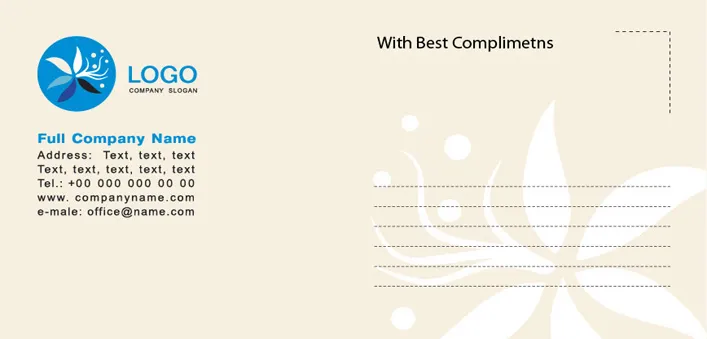 LOGO
COMPANY SLOGAN
Full Company Name
Address: Text, text, text
Text, text, text, text, text
Tel.: +00 000 000 00 00
www. companyname.com
e-male: office@name.com
With Best Complimetns